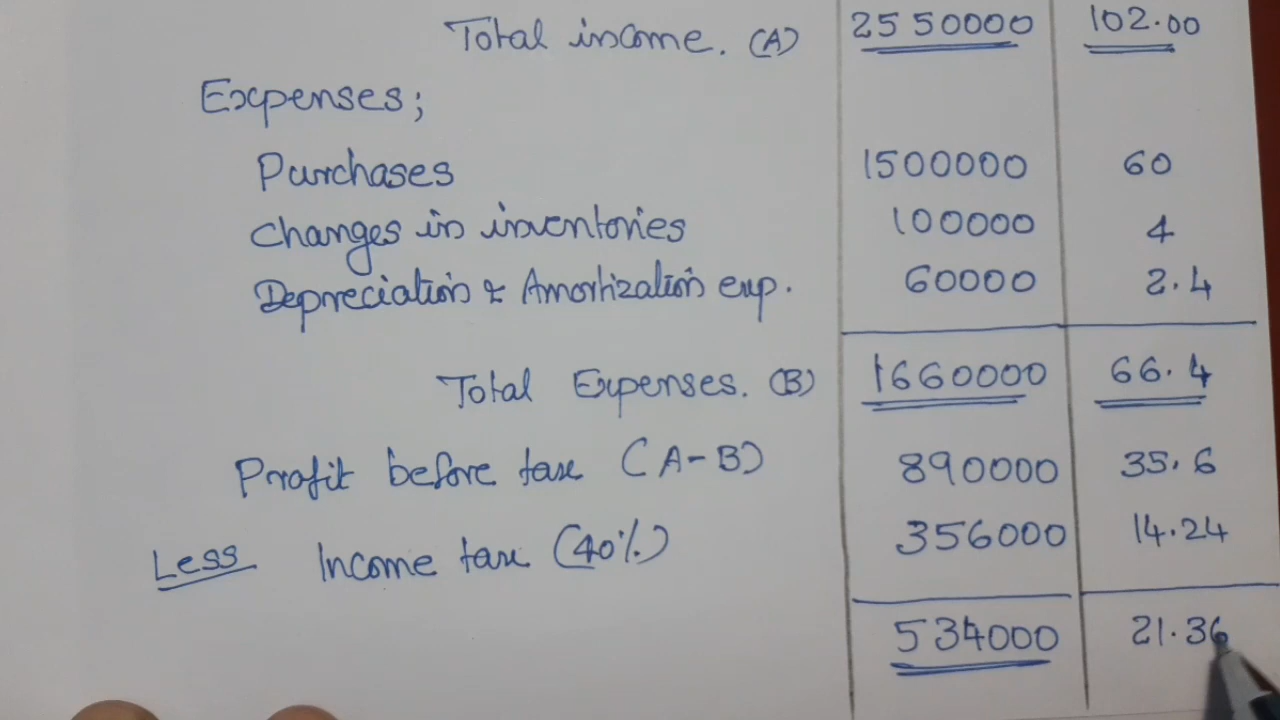 Total income. (A) 2550000 102.00
Expenses;
Purchases 1500000 60
Changes in inventories 100000 4
Depreciation & Amortization exp. 60000 2.4
Total Expenses. (B) 1660000 66.4
Profit before tax (A-B) 890000 35.6
Less Income tax (40%) 356000 14.24
534000 21.36